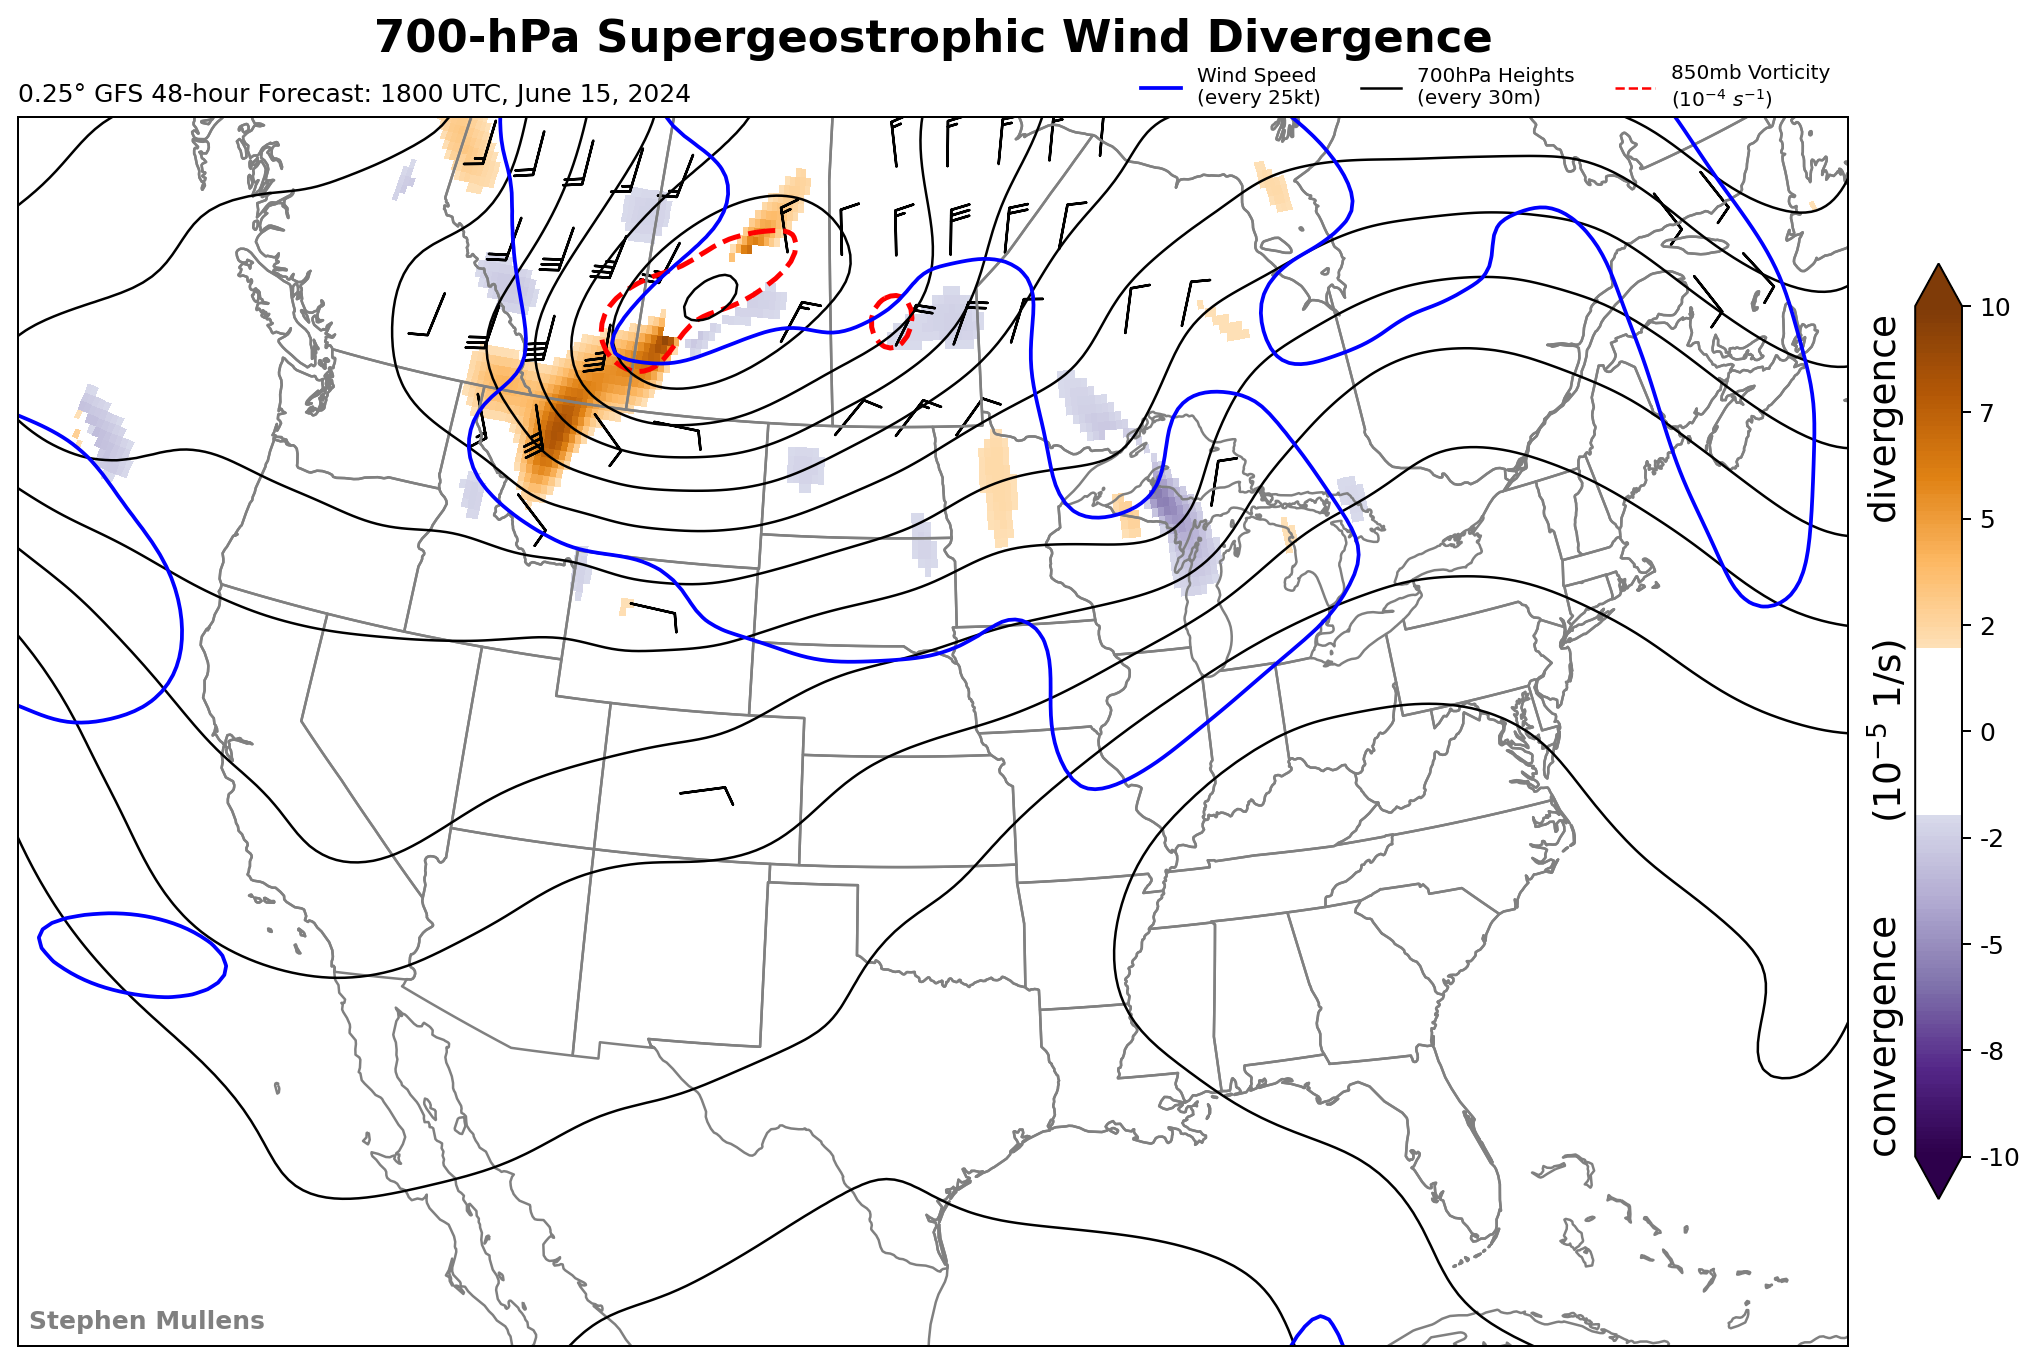 700-hPa Supergeostrophic Wind Divergence
0.25° GFS 48-hour Forecast: 1800 UTC, June 15, 2024
Wind Speed
(every 25kt)
700hPa Heights
(every 30m)
850mb Vorticity
(10⁻⁴ s⁻¹)
10
7
5
2
0
-2
-5
-8
-10
convergence (10⁻⁵ 1/s) divergence
Stephen Mullens